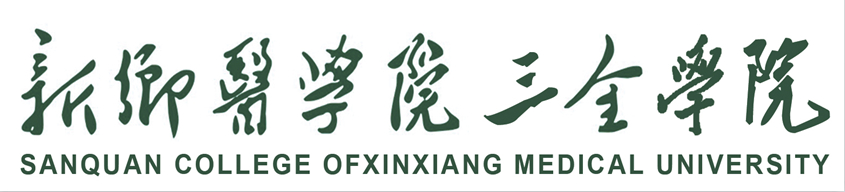 新鄉醫學院三全學院
SANQUAN COLLEGE OFXINXIANG MEDICAL UNIVERSITY